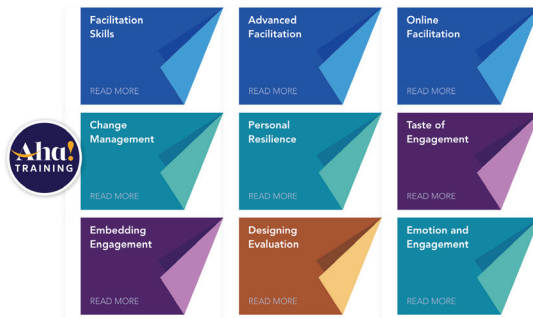 Facilitation
Skills
READ MORE
Advanced
Facilitation
READ MORE
Online
Facilitation
READ MORE
Aha!
TRAINING
Change
Management
READ MORE
Personal
Resilience
READ MORE
Taste of
Engagement
READ MORE
Embedding
Engagement
READ MORE
Designing
Evaluation
READ MORE
Emotion and
Engagement
READ MORE